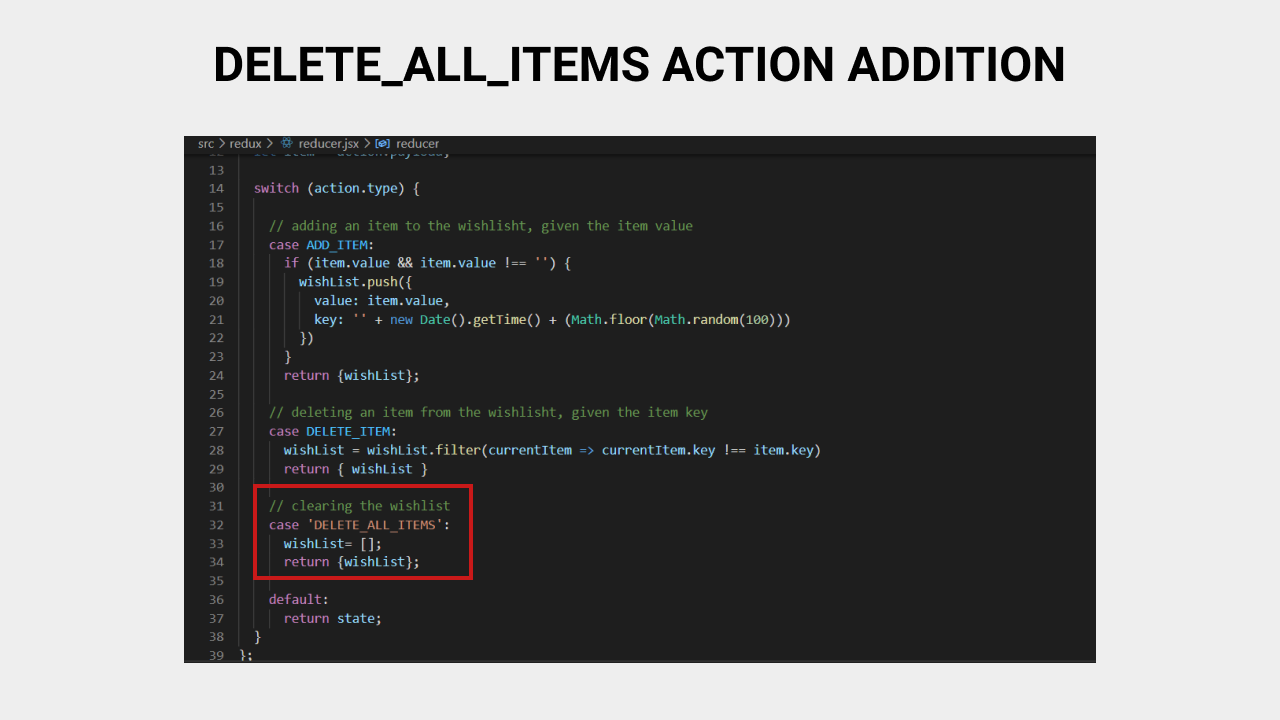 DELETE_ALL_ITEMS ACTION ADDITION
src > redux > reducer.jsx > reducer
13
14 switch (action.type) {
15
16 // adding an item to the wishlisht, given the item value
17 case ADD_ITEM:
18 if (item.value && item.value !== '') {
19 wishList.push({
20 value: item.value,
21 key: '' + new Date().getTime() + (Math.floor(Math.random(100)))
22 })
23 }
24 return {wishList};
25
26 // deleting an item from the wishlisht, given the item key
27 case DELETE_ITEM:
28 wishList = wishList.filter(currentItem => currentItem.key !== item.key)
29 return { wishList }
30
31 // clearing the wishlist
32 case 'DELETE_ALL_ITEMS':
33 wishList= [];
34 return {wishList};
35
36 default:
37 return state;
38 }
39 };